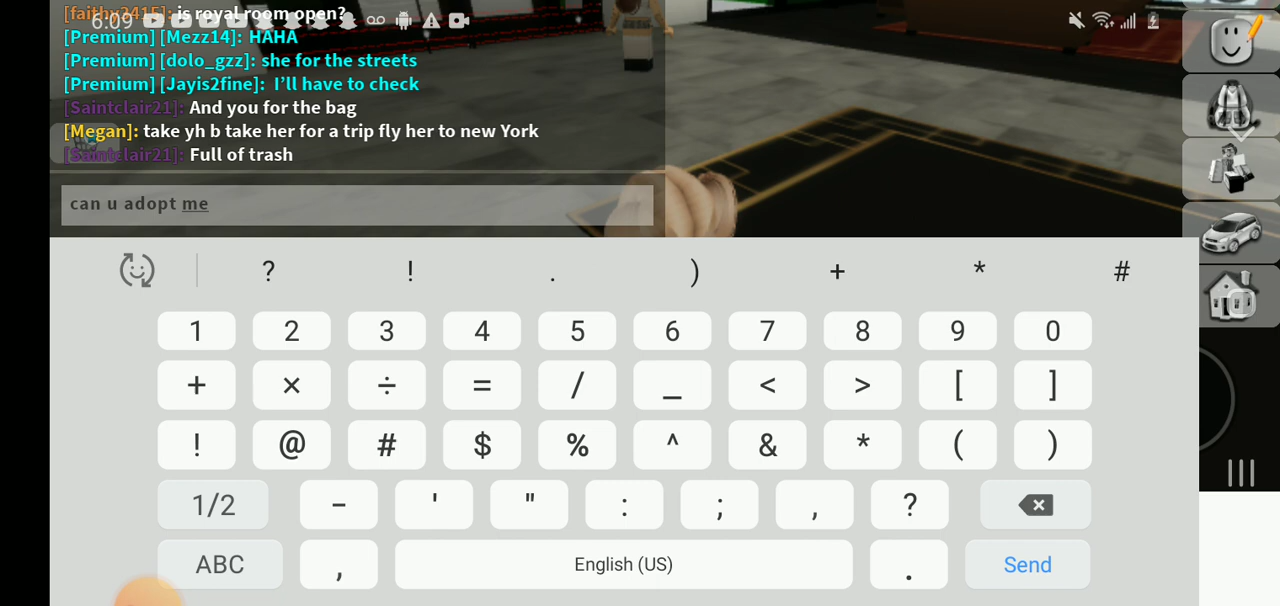 [faithy2415]: is royal room open?
6:09
[Premium] [Mezz14]: HAHA
[Premium] [dolo_gzz]: she for the streets
[Premium] [Jayis2fine]: I'll have to check
[Saintclair21]: And you for the bag
[Megan]: take yh b take her for a trip fly her to new York
[Saintclair21]: Full of trash
can u adopt me
? ! . ) + * #
1 2 3 4 5 6 7 8 9 0
+ × ÷ = / _ < > [ ]
! @ # $ % ^ & * ( )
1/2 - ' " : ; , ?
ABC , English (US) . Send